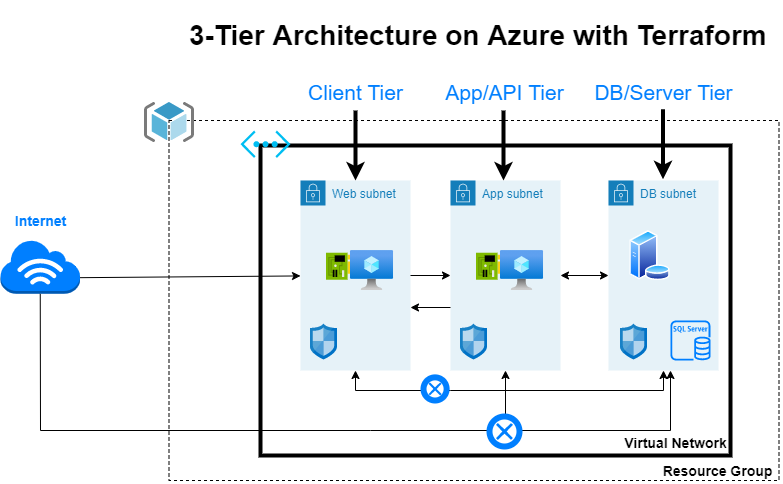 3-Tier Architecture on Azure with Terraform
Client Tier
App/API Tier
DB/Server Tier
Web subnet
App subnet
DB subnet
Internet
SQL Server
Virtual Network
Resource Group